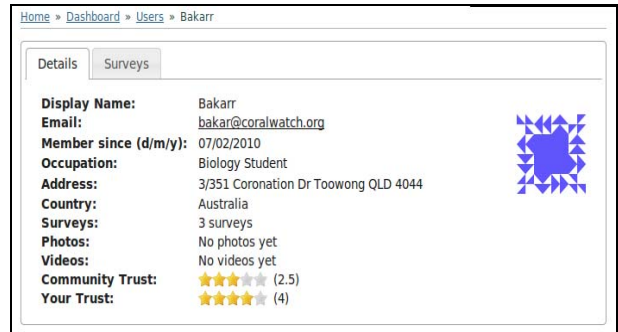 Home » Dashboard » Users » Bakarr
Details Surveys
Display Name: Bakarr
Email: bakar@coralwatch.org
Member since (d/m/y): 07/02/2010
Occupation: Biology Student
Address: 3/351 Coronation Dr Toowong QLD 4044
Country: Australia
Surveys: 3 surveys
Photos: No photos yet
Videos: No videos yet
Community Trust: (2.5)
Your Trust: (4)